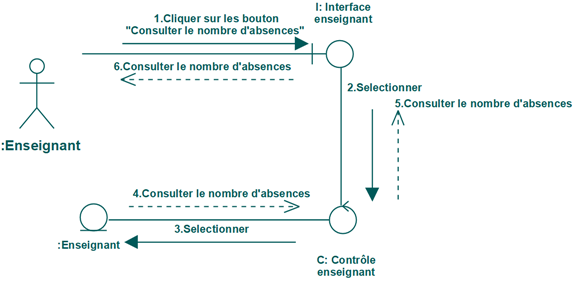 1.Cliquer sur les bouton
"Consulter le nombre d'absences"
I: Interface
enseignant
6.Consulter le nombre d'absences
2.Selectionner
5.Consulter le nombre d'absences
:Enseignant
4.Consulter le nombre d'absences
3.Selectionner
:Enseignant
C: Contrôle
enseignant